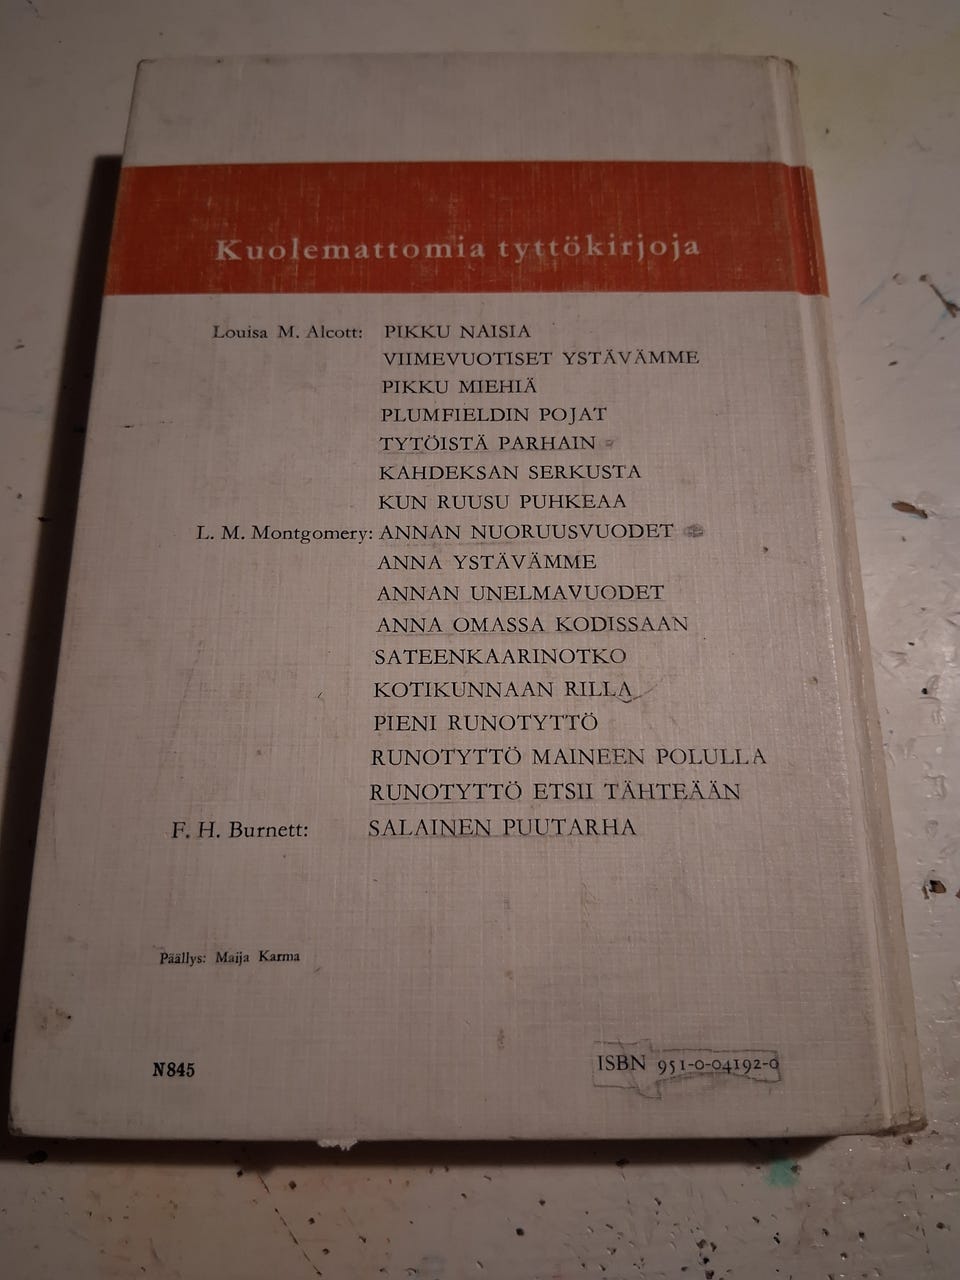 Kuolemattomia tyttökirjoja
Louisa M. Alcott: PIKKU NAISIA
VIIMEVUOTISET YSTÄVÄMME
PIKKU MIEHIÄ
PLUMFIELDIN POJAT
TYTÖISTÄ PARHAIN
KAHDEKSAN SERKUSTA
KUN RUUSU PUHKEAA
L. M. Montgomery: ANNAN NUORUUSVUODET
ANNA YSTÄVÄMME
ANNAN UNELMAVUODET
ANNA OMASSA KODISSAAN
SATEENKAARINOTKO
KOTIKUNNAAN RILLA
PIENI RUNOTYTTÖ
RUNOTYTTÖ MAINEEN POLULLA
RUNOTYTTÖ ETSII TÄHTEÄÄN
F. H. Burnett: SALAINEN PUUTARHA
Päällys: Maija Karma
N845
ISBN 951-0-04192-0